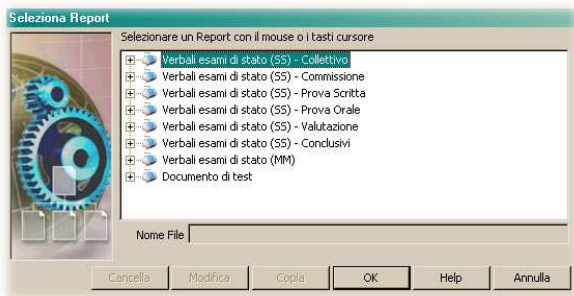 Seleziona Report
Selezionare un Report con il mouse o i tasti cursore
Verbali esami di stato (SS) - Collettivo
Verbali esami di stato (SS) - Commissione
Verbali esami di stato (SS) - Prova Scritta
Verbali esami di stato (SS) - Prova Orale
Verbali esami di stato (SS) - Valutazione
Verbali esami di stato (SS) - Conclusivi
Verbali esami di stato (MM)
Documento di test
Nome File
Cancella Modifica Copia OK Help Annulla